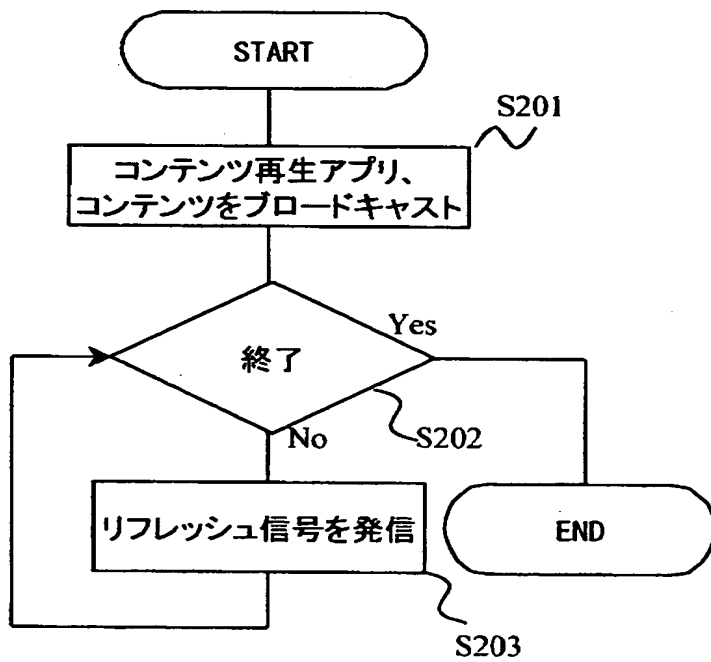 START
S201
コンテンツ再生アプリ、
コンテンツをブロードキャスト
Yes
終了
S202
No
リフレッシュ信号を発信
END
S203